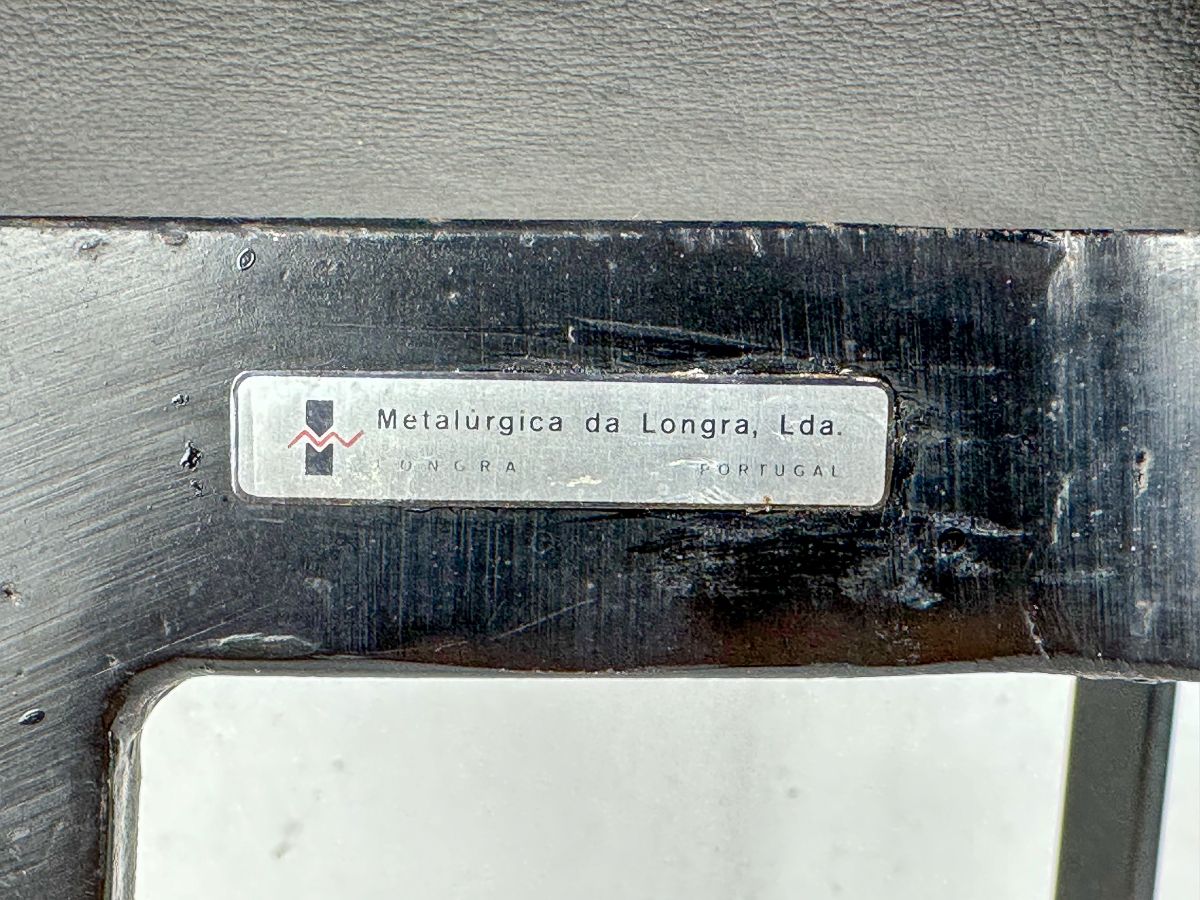 Metalúrgica da Longra, Lda.
LONGRA PORTUGAL